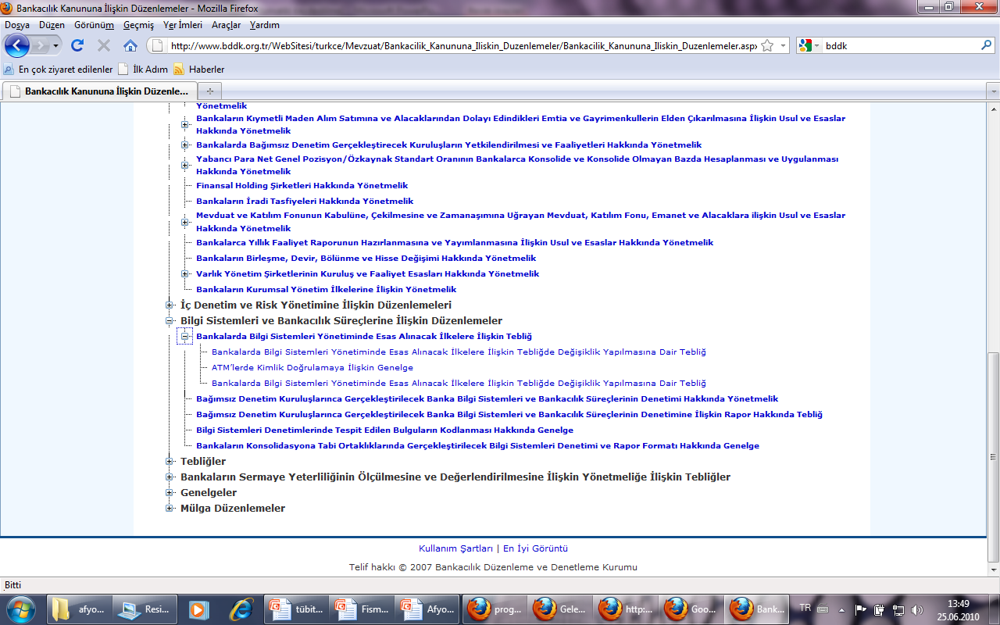 Bankacılık Kanununa İlişkin Düzenlemeler - Mozilla Firefox
Dosya Düzen Görünüm Geçmiş Yer İmleri Araçlar Yardım
http://www.bddk.org.tr/WebSitesi/turkce/Mevzuat/Bankacilik_Kanununa_Iliskin_Duzenlemeler/Bankacilik_Kanununa_Iliskin_Duzenlemeler.aspx
bddk
En çok ziyaret edilenler İlk Adım Haberler
Bankacılık Kanununa İlişkin Düzenle...
Yönetmelik
Bankaların Kıymetli Maden Alım Satımına ve Alacaklarından Dolayı Edindikleri Emtia ve Gayrimenkullerin Elden Çıkarılmasına İlişkin Usul ve Esaslar
Hakkında Yönetmelik
Bankalarda Bağımsız Denetim Gerçekleştirecek Kuruluşların Yetkilendirilmesi ve Faaliyetleri Hakkında Yönetmelik
Yabancı Para Net Genel Pozisyon/Özkaynak Standart Oranının Bankalarca Konsolide ve Konsolide Olmayan Bazda Hesaplanması ve Uygulanması
Hakkında Yönetmelik
Finansal Holding Şirketleri Hakkında Yönetmelik
Bankaların İradi Tasfiyeleri Hakkında Yönetmelik
Mevduat ve Katılım Fonunun Kabulüne, Çekilmesine ve Zamanaşımına Uğrayan Mevduat, Katılım Fonu, Emanet ve Alacaklara ilişkin Usul ve Esaslar
Hakkında Yönetmelik
Bankalarca Yıllık Faaliyet Raporunun Hazırlanmasına ve Yayımlanmasına İlişkin Usul ve Esaslar Hakkında Yönetmelik
Bankaların Birleşme, Devir, Bölünme ve Hisse Değişimi Hakkında Yönetmelik
Varlık Yönetim Şirketlerinin Kuruluş ve Faaliyet Esasları Hakkında Yönetmelik
Bankaların Kurumsal Yönetim İlkelerine İlişkin Yönetmelik
İç Denetim ve Risk Yönetimine İlişkin Düzenlemeleri
Bilgi Sistemleri ve Bankacılık Süreçlerine İlişkin Düzenlemeler
Bankalarda Bilgi Sistemleri Yönetiminde Esas Alınacak İlkelere İlişkin Tebliğ
Bankalarda Bilgi Sistemleri Yönetiminde Esas Alınacak İlkelere İlişkin Tebliğde Değişiklik Yapılmasına Dair Tebliğ
ATM'lerde Kimlik Doğrulamaya İlişkin Genelge
Bankalarda Bilgi Sistemleri Yönetiminde Esas Alınacak İlkelere İlişkin Tebliğde Değişiklik Yapılmasına Dair Tebliğ
Bağımsız Denetim Kuruluşlarınca Gerçekleştirilecek Banka Bilgi Sistemleri ve Bankacılık Süreçlerinin Denetimi Hakkında Yönetmelik
Bağımsız Denetim Kuruluşlarınca Gerçekleştirilecek Banka Bilgi Sistemleri ve Bankacılık Süreçlerinin Denetimine İlişkin Rapor Hakkında Tebliğ
Bilgi Sistemleri Denetimlerinde Tespit Edilen Bulguların Kodlanması Hakkında Genelge
Bankaların Konsolidasyona Tabi Ortaklıklarında Gerçekleştirilecek Bilgi Sistemleri Denetimi ve Rapor Formatı Hakkında Genelge
Tebliğler
Bankaların Sermaye Yeterliliğinin Ölçülmesine ve Değerlendirilmesine İlişkin Yönetmeliğe İlişkin Tebliğler
Genelgeler
Mülga Düzenlemeler
Kullanım Şartları | En İyi Görüntü
Telif hakkı © 2007 Bankacılık Düzenleme ve Denetleme Kurumu
Bitti
afyo... Resi... tübit... Fism... Afyo... prog... Gele... http:... Goo... Bank... TR 13:49
25.06.2010